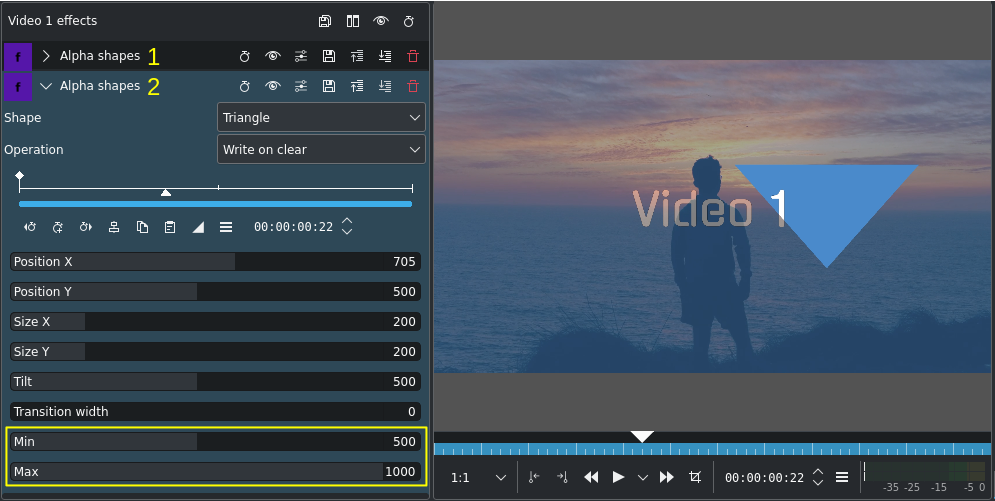 Video 1 effects
f Alpha shapes 1
f Alpha shapes 2
Shape Triangle
Operation Write on clear
00:00:00:22
Position X 705
Position Y 500
Size X 200
Size Y 200
Tilt 500
Transition width 0
Min 500
Max 1000
Video 1
1:1 00:00:00:22
-35 -25 -15 -5 0